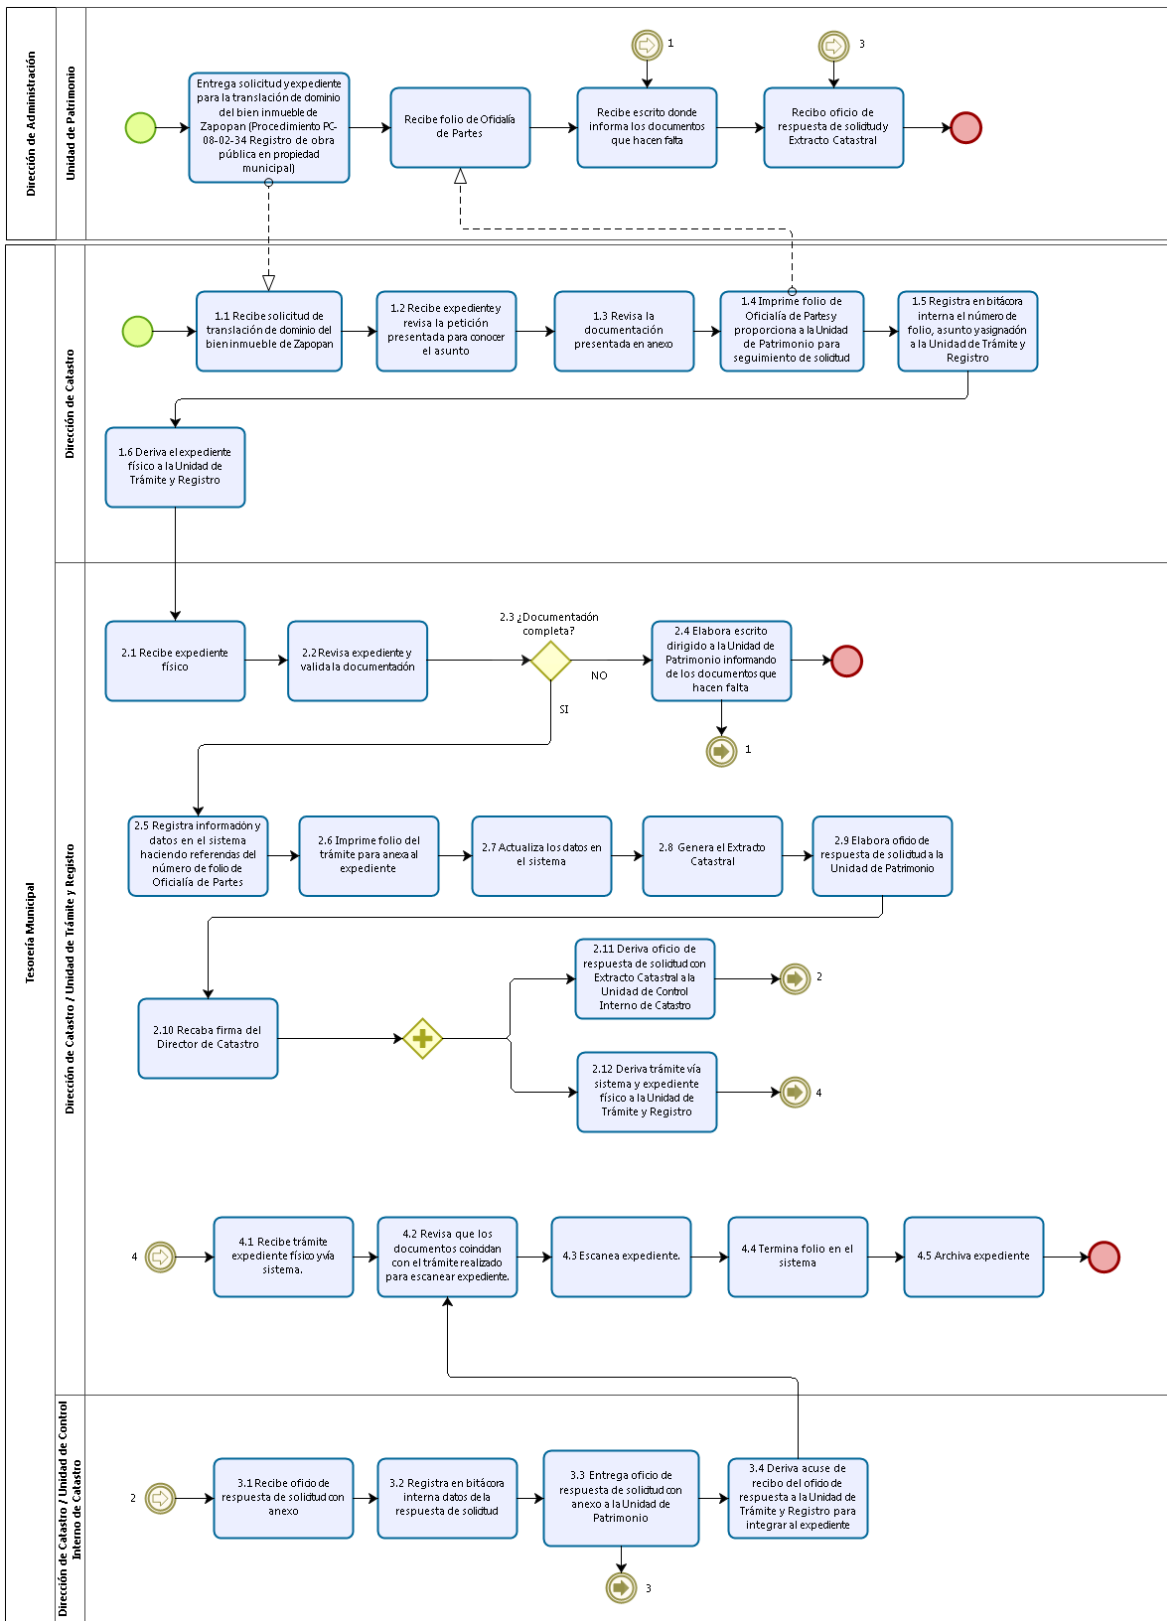 Dirección de Administración
Unidad de Patrimonio
1
3
Entrega solicitud y expediente
para la translación de dominio
del bien inmueble de
Zapopan (Procedimiento PC-
08-02-34 Registro de obra
pública en propiedad
municipal)
Recibe folio de Oficialía de
Partes
Recibe escrito donde
informa los documentos
que hacen falta
Recibo oficio de
respuesta de solicitud y
Extracto Catastral
Tesorería Municipal
Dirección de Catastro
1.1 Recibe solicitud de
translación de dominio del
bien inmueble de Zapopan
1.2 Recibe expediente y
revisa la petición
presentada para conocer
el asunto
1.3 Revisa la
documentación
presentada en anexo
1.4 Imprime folio de
Oficialía de Partes y
proporciona a la Unidad
de Patrimonio para
seguimiento de solicitud
1.5 Registra en bitácora
interna el número de
folio, asunto y asignación
a la Unidad de Trámite y
Registro
1.6 Deriva el expediente
físico a la Unidad de
Trámite y Registro
Dirección de Catastro / Unidad de Trámite y Registro
2.1 Recibe expediente
físico
2.2 Revisa expediente y
valida la documentación
2.3 ¿Documentación
completa?
NO
SI
2.4 Elabora escrito
dirigido a la Unidad de
Patrimonio informando
de los documentos que
hacen falta
1
2.5 Registra información y
datos en el sistema
haciendo referencias del
número de folio de
Oficialía de Partes
2.6 Imprime folio del
trámite para anexa al
expediente
2.7 Actualiza los datos en
el sistema
2.8 Genera el Extracto
Catastral
2.9 Elabora oficio de
respuesta de solicitud a la
Unidad de Patrimonio
2.10 Recaba firma del
Director de Catastro
2.11 Deriva oficio de
respuesta de solicitud con
Extracto Catastral a la
Unidad de Control
Interno de Catastro
2
2.12 Deriva trámite vía
sistema y expediente
físico a la Unidad de
Trámite y Registro
4
4
4.1 Recibe trámite
expediente físico y vía
sistema.
4.2 Revisa que los
documentos coincidan
con el trámite realizado
para escanear expediente.
4.3 Escanea expediente.
4.4 Termina folio en el
sistema
4.5 Archiva expediente
Dirección de Catastro / Unidad de Control
Interno de Catastro
2
3.1 Recibe oficio de
respuesta de solicitud con
anexo
3.2 Registra en bitácora
interna datos de la
respuesta de solicitud
3.3 Entrega oficio de
respuesta de solicitud con
anexo a la Unidad de
Patrimonio
3.4 Deriva acuse de
recibo del oficio de
respuesta a la Unidad de
Trámite y Registro para
integrar al expediente
3